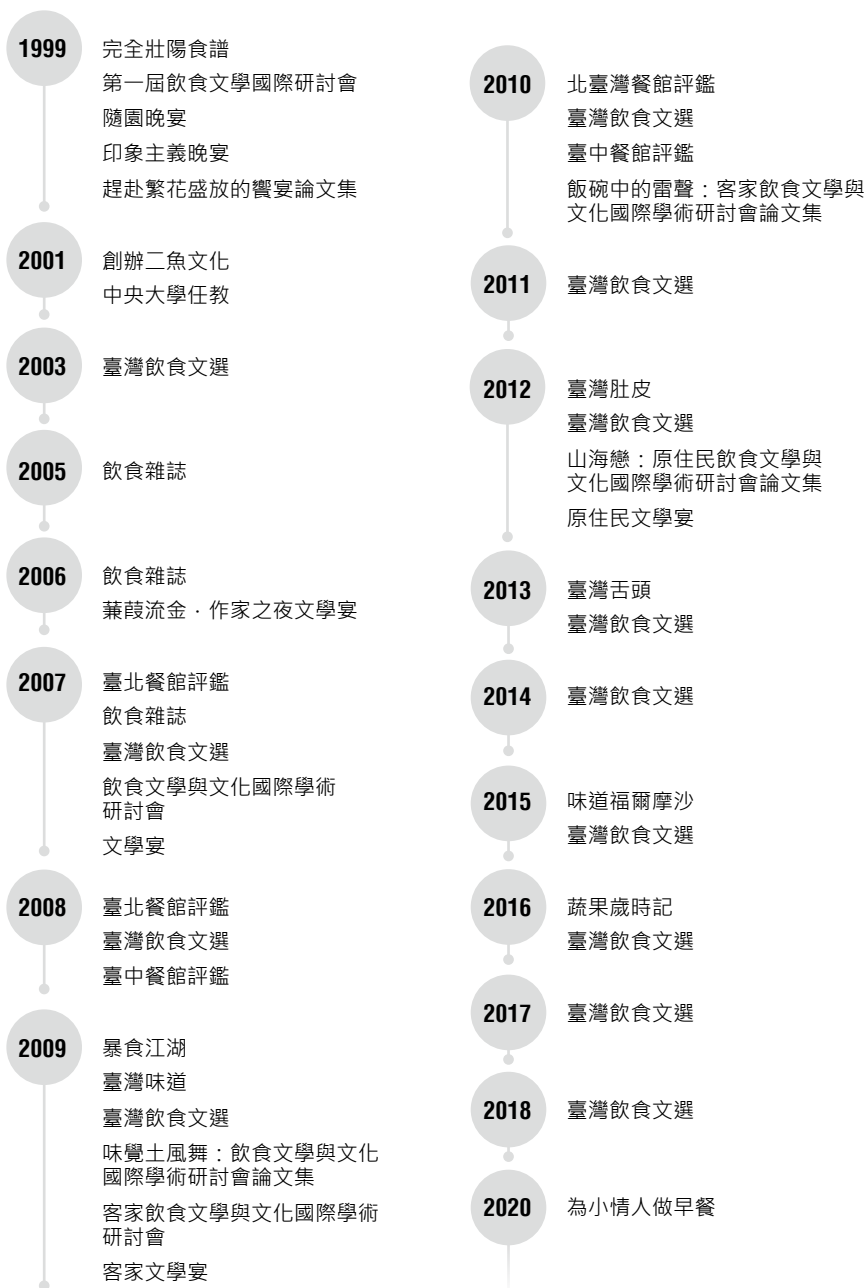 1999
完全壯陽食譜
第一屆飲食文學國際研討會
隨園晚宴
印象主義晚宴
趕赴繁花盛放的饗宴論文集
2001
創辦二魚文化
中央大學任教
2003
臺灣飲食文選
2005
飲食雜誌
2006
飲食雜誌
蒹葭流金．作家之夜文學宴
2007
臺北餐館評鑑
飲食雜誌
臺灣飲食文選
飲食文學與文化國際學術
研討會
文學宴
2008
臺北餐館評鑑
臺灣飲食文選
臺中餐館評鑑
2009
暴食江湖
臺灣味道
臺灣飲食文選
味覺土風舞：飲食文學與文化
國際學術研討會論文集
客家飲食文學與文化國際學術
研討會
客家文學宴
2010
北臺灣餐館評鑑
臺灣飲食文選
臺中餐館評鑑
飯碗中的雷聲：客家飲食文學與
文化國際學術研討會論文集
2011
臺灣飲食文選
2012
臺灣肚皮
臺灣飲食文選
山海戀：原住民飲食文學與
文化國際學術研討會論文集
原住民文學宴
2013
臺灣舌頭
臺灣飲食文選
2014
臺灣飲食文選
2015
味道福爾摩沙
臺灣飲食文選
2016
蔬果歲時記
臺灣飲食文選
2017
臺灣飲食文選
2018
臺灣飲食文選
2020
為小情人做早餐